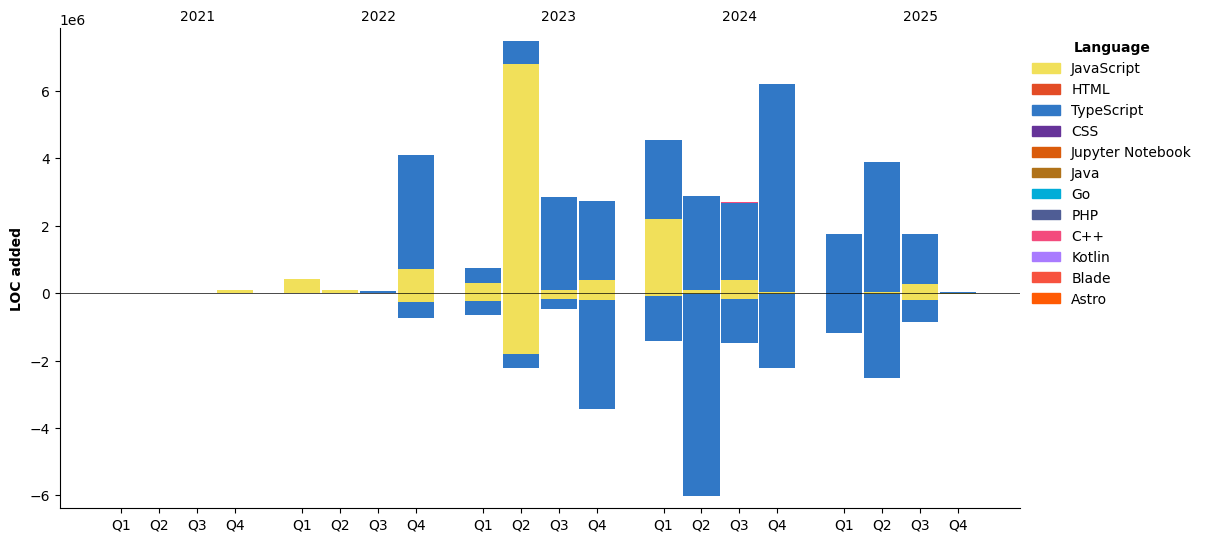 2021 2022 2023 2024 2025
1e6
Language
JavaScript
HTML
TypeScript
CSS
Jupyter Notebook
Java
Go
PHP
C++
Kotlin
Blade
Astro
LOC added
6
4
2
0
−2
−4
−6
Q1 Q2 Q3 Q4 Q1 Q2 Q3 Q4 Q1 Q2 Q3 Q4 Q1 Q2 Q3 Q4 Q1 Q2 Q3 Q4